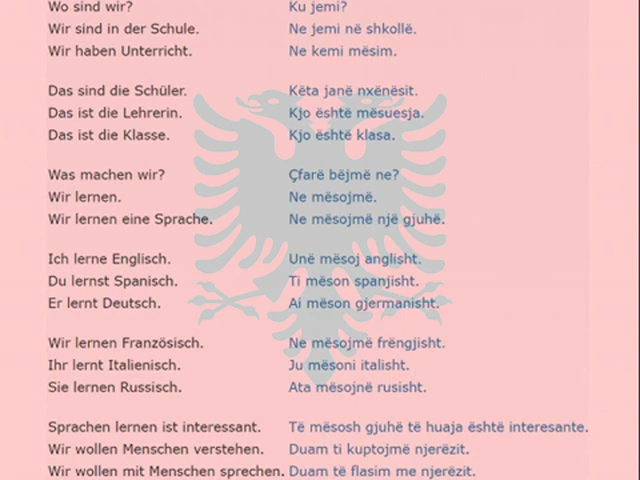 Wo sind wir? Ku jemi?
Wir sind in der Schule. Ne jemi në shkollë.
Wir haben Unterricht. Ne kemi mësim.
Das sind die Schüler. Këta janë nxënësit.
Das ist die Lehrerin. Kjo është mësuesja.
Das ist die Klasse. Kjo është klasa.
Was machen wir? Çfarë bëjmë ne?
Wir lernen. Ne mësojmë.
Wir lernen eine Sprache. Ne mësojmë një gjuhë.
Ich lerne Englisch. Unë mësoj anglisht.
Du lernst Spanisch. Ti mëson spanjisht.
Er lernt Deutsch. Ai mëson gjermanisht.
Wir lernen Französisch. Ne mësojmë frëngjisht.
Ihr lernt Italienisch. Ju mësoni italisht.
Sie lernen Russisch. Ata mësojnë rusisht.
Sprachen lernen ist interessant. Të mësosh gjuhë të huaja është interesante.
Wir wollen Menschen verstehen. Duam ti kuptojmë njerëzit.
Wir wollen mit Menschen sprechen. Duam të flasim me njerëzit.